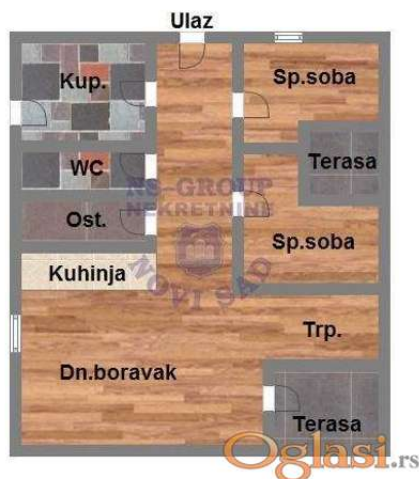 Ulaz
Kup.
Sp.soba
Terasa
WC
NS-GROUP
NEKRETNINE
Ost.
Sp.soba
NOVI SAD
Kuhinja
Trp.
Dn.boravak
Terasa
Oglasi.rs